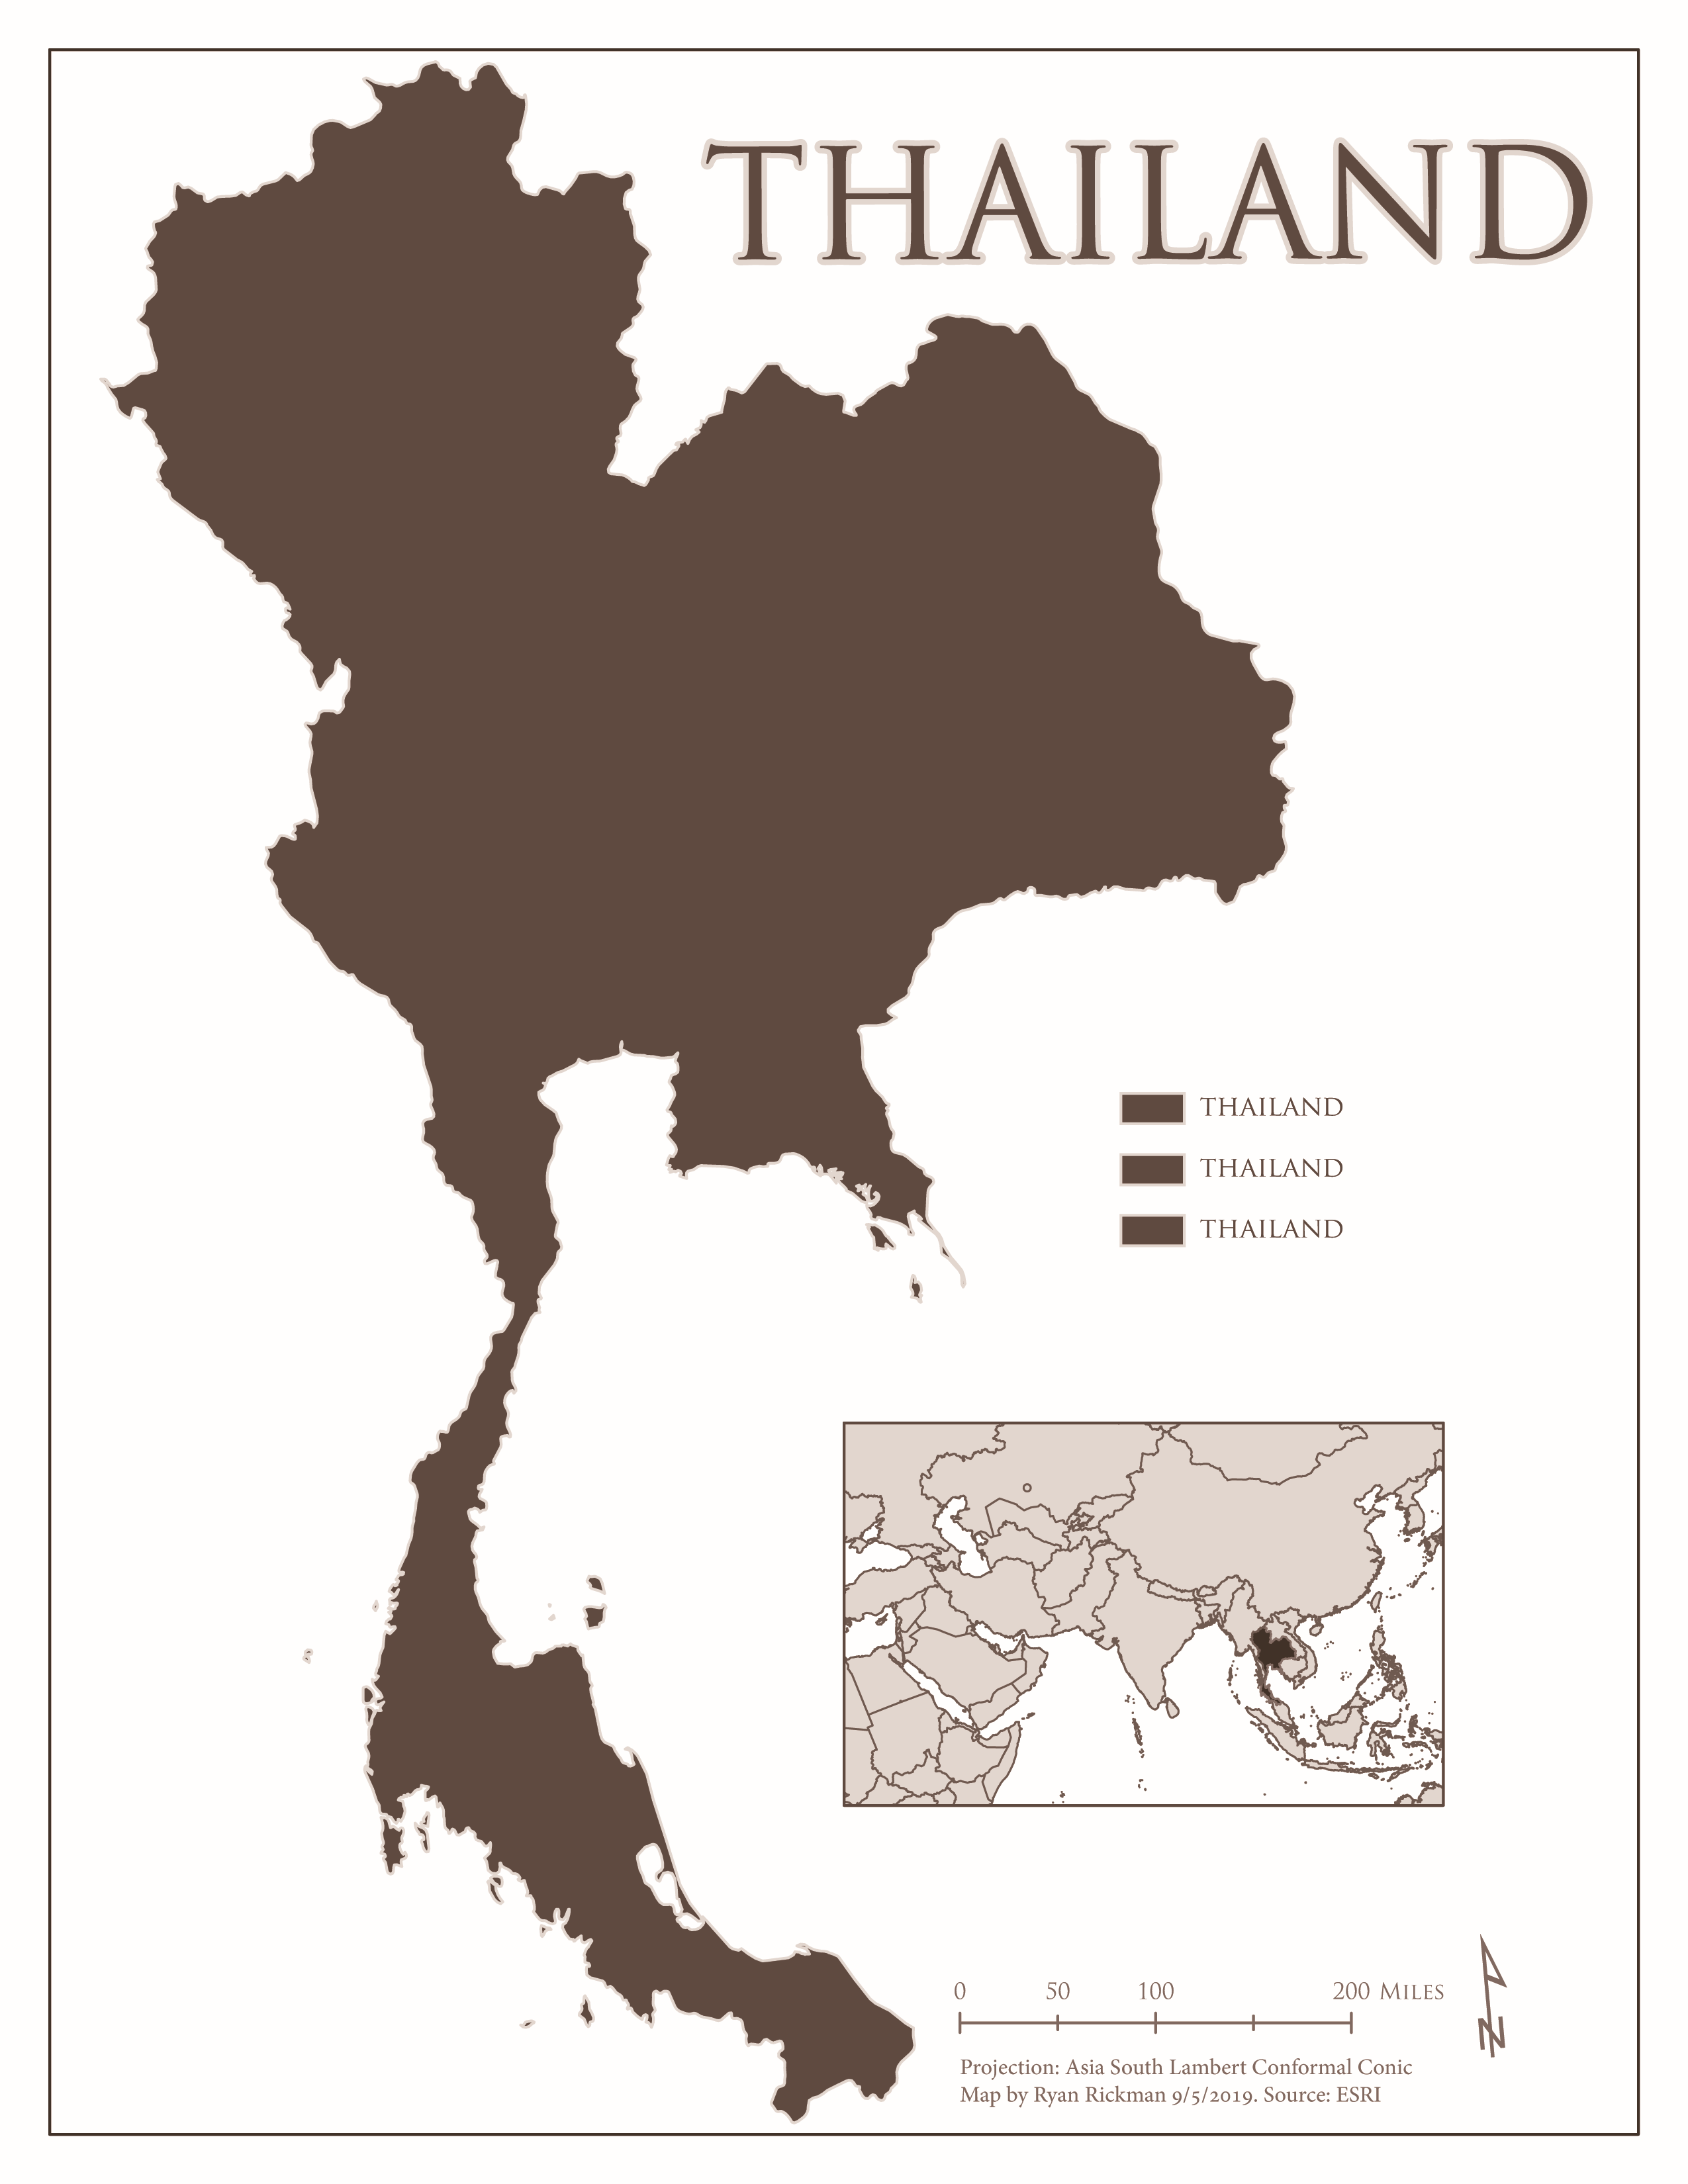 THAILAND
THAILAND
THAILAND
THAILAND
0 50 100 200 MILES
N
Projection: Asia South Lambert Conformal Conic
Map by Ryan Rickman 9/5/2019. Source: ESRI